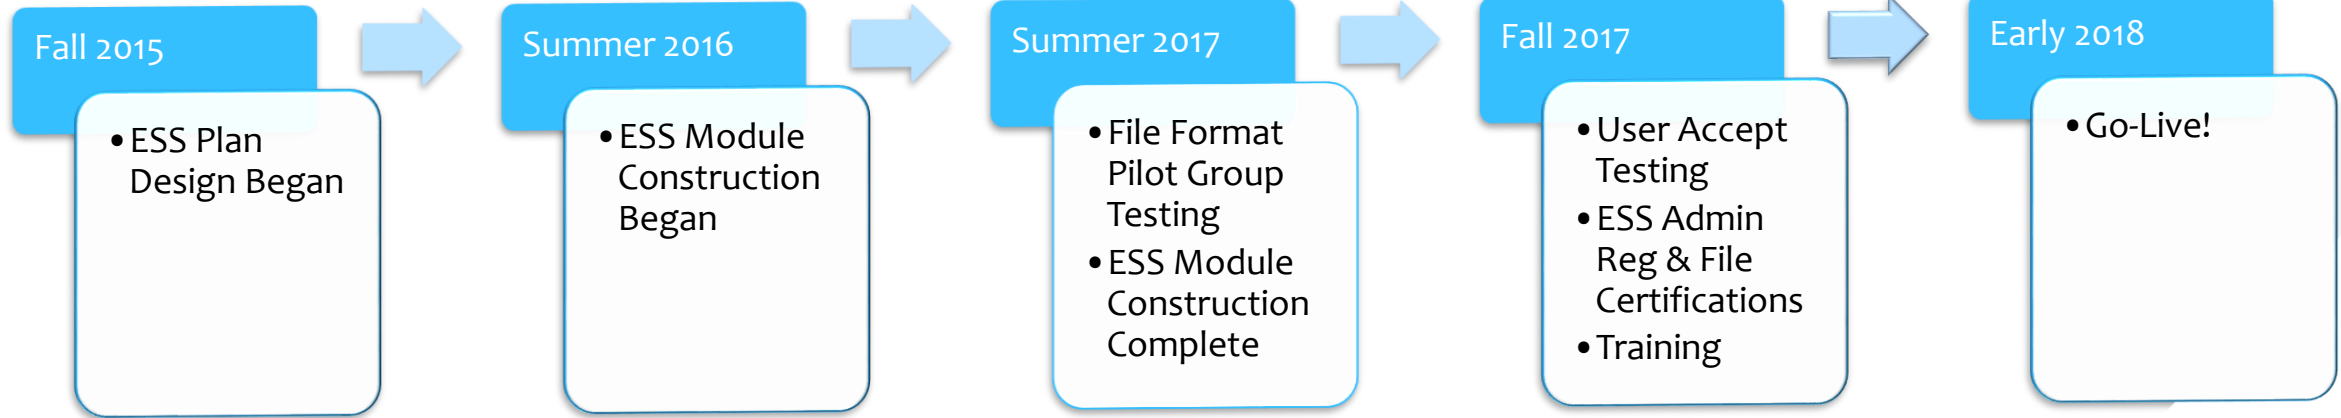 Fall 2015
•ESS Plan
Design Began
Summer 2016
•ESS Module
Construction
Began
Summer 2017
•File Format
Pilot Group
Testing
•ESS Module
Construction
Complete
Fall 2017
•User Accept
Testing
•ESS Admin
Reg & File
Certifications
•Training
Early 2018
•Go-Live!